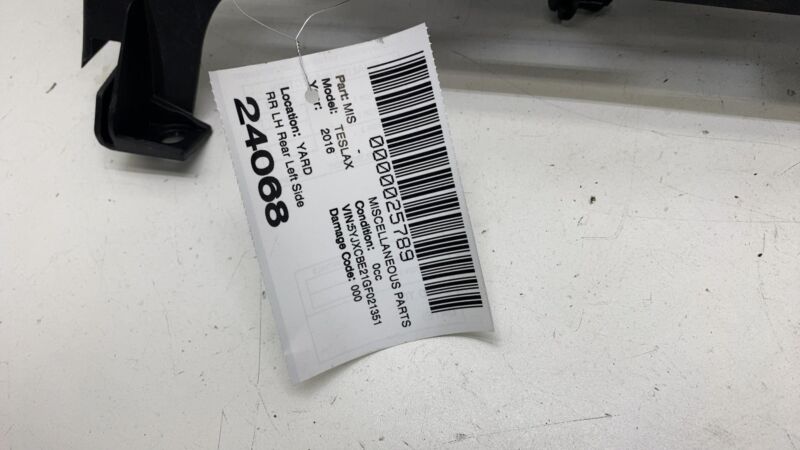 0000025789
Part: MIS - MISCELLANEOUS PARTS
Model: TESLAX Condition: 0cc
Year: 2016 VIN:5YJXCBE21GF021351
Damage Code: 000
Location: YARD
RR LH Rear Left Side
24068